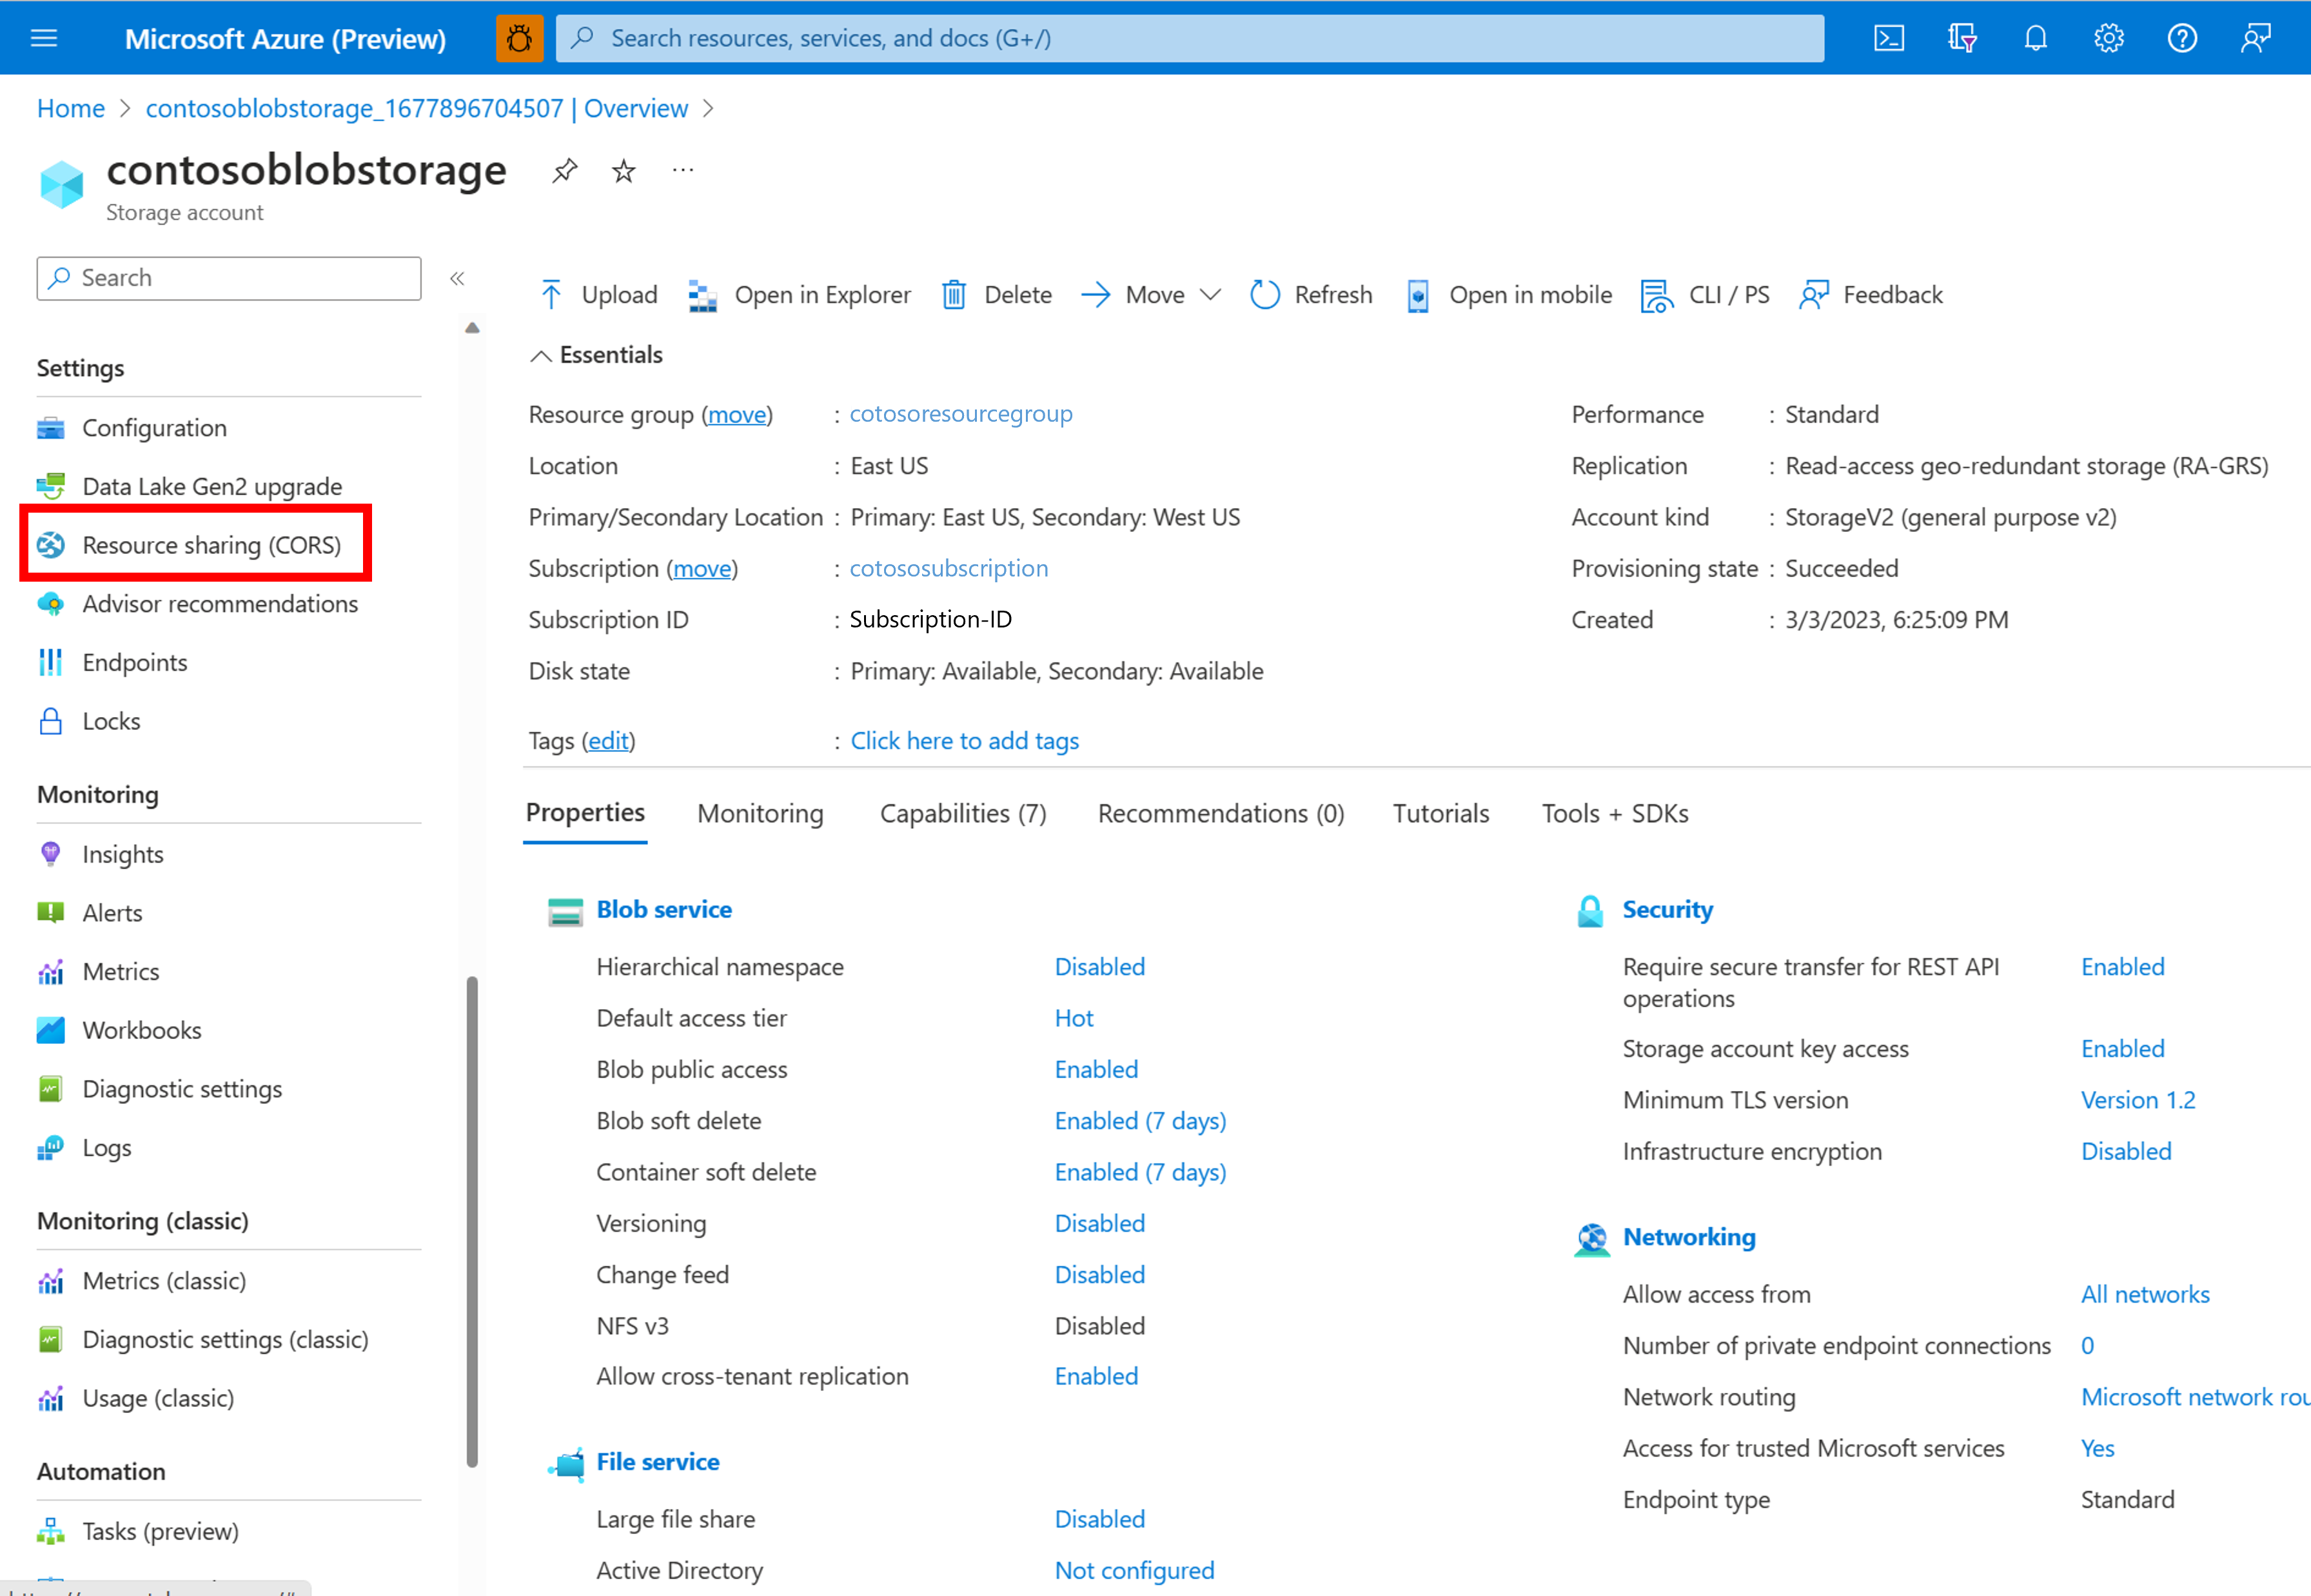 Microsoft Azure (Preview)
Search resources, services, and docs (G+/)
Home > contosoblobstorage_1677896704507 | Overview >
contosoblobstorage
Storage account
Search
Settings
Configuration
Data Lake Gen2 upgrade
Resource sharing (CORS)
Advisor recommendations
Endpoints
Locks
Monitoring
Insights
Alerts
Metrics
Workbooks
Diagnostic settings
Logs
Monitoring (classic)
Metrics (classic)
Diagnostic settings (classic)
Usage (classic)
Automation
Tasks (preview)
Upload Open in Explorer Delete Move Refresh Open in mobile CLI / PS Feedback
Essentials
Resource group (move) : cotosoresourcegroup
Location : East US
Primary/Secondary Location : Primary: East US, Secondary: West US
Subscription (move) : cotososubscription
Subscription ID : Subscription-ID
Disk state : Primary: Available, Secondary: Available
Tags (edit) : Click here to add tags
Performance : Standard
Replication : Read-access geo-redundant storage (RA-GRS)
Account kind : StorageV2 (general purpose v2)
Provisioning state : Succeeded
Created : 3/3/2023, 6:25:09 PM
Properties Monitoring Capabilities (7) Recommendations (0) Tutorials Tools + SDKs
Blob service
Hierarchical namespace Disabled
Default access tier Hot
Blob public access Enabled
Blob soft delete Enabled (7 days)
Container soft delete Enabled (7 days)
Versioning Disabled
Change feed Disabled
NFS v3 Disabled
Allow cross-tenant replication Enabled
File service
Large file share Disabled
Active Directory Not configured
Security
Require secure transfer for REST API Enabled
operations
Storage account key access Enabled
Minimum TLS version Version 1.2
Infrastructure encryption Disabled
Networking
Allow access from All networks
Number of private endpoint connections 0
Network routing Microsoft network rou
Access for trusted Microsoft services Yes
Endpoint type Standard